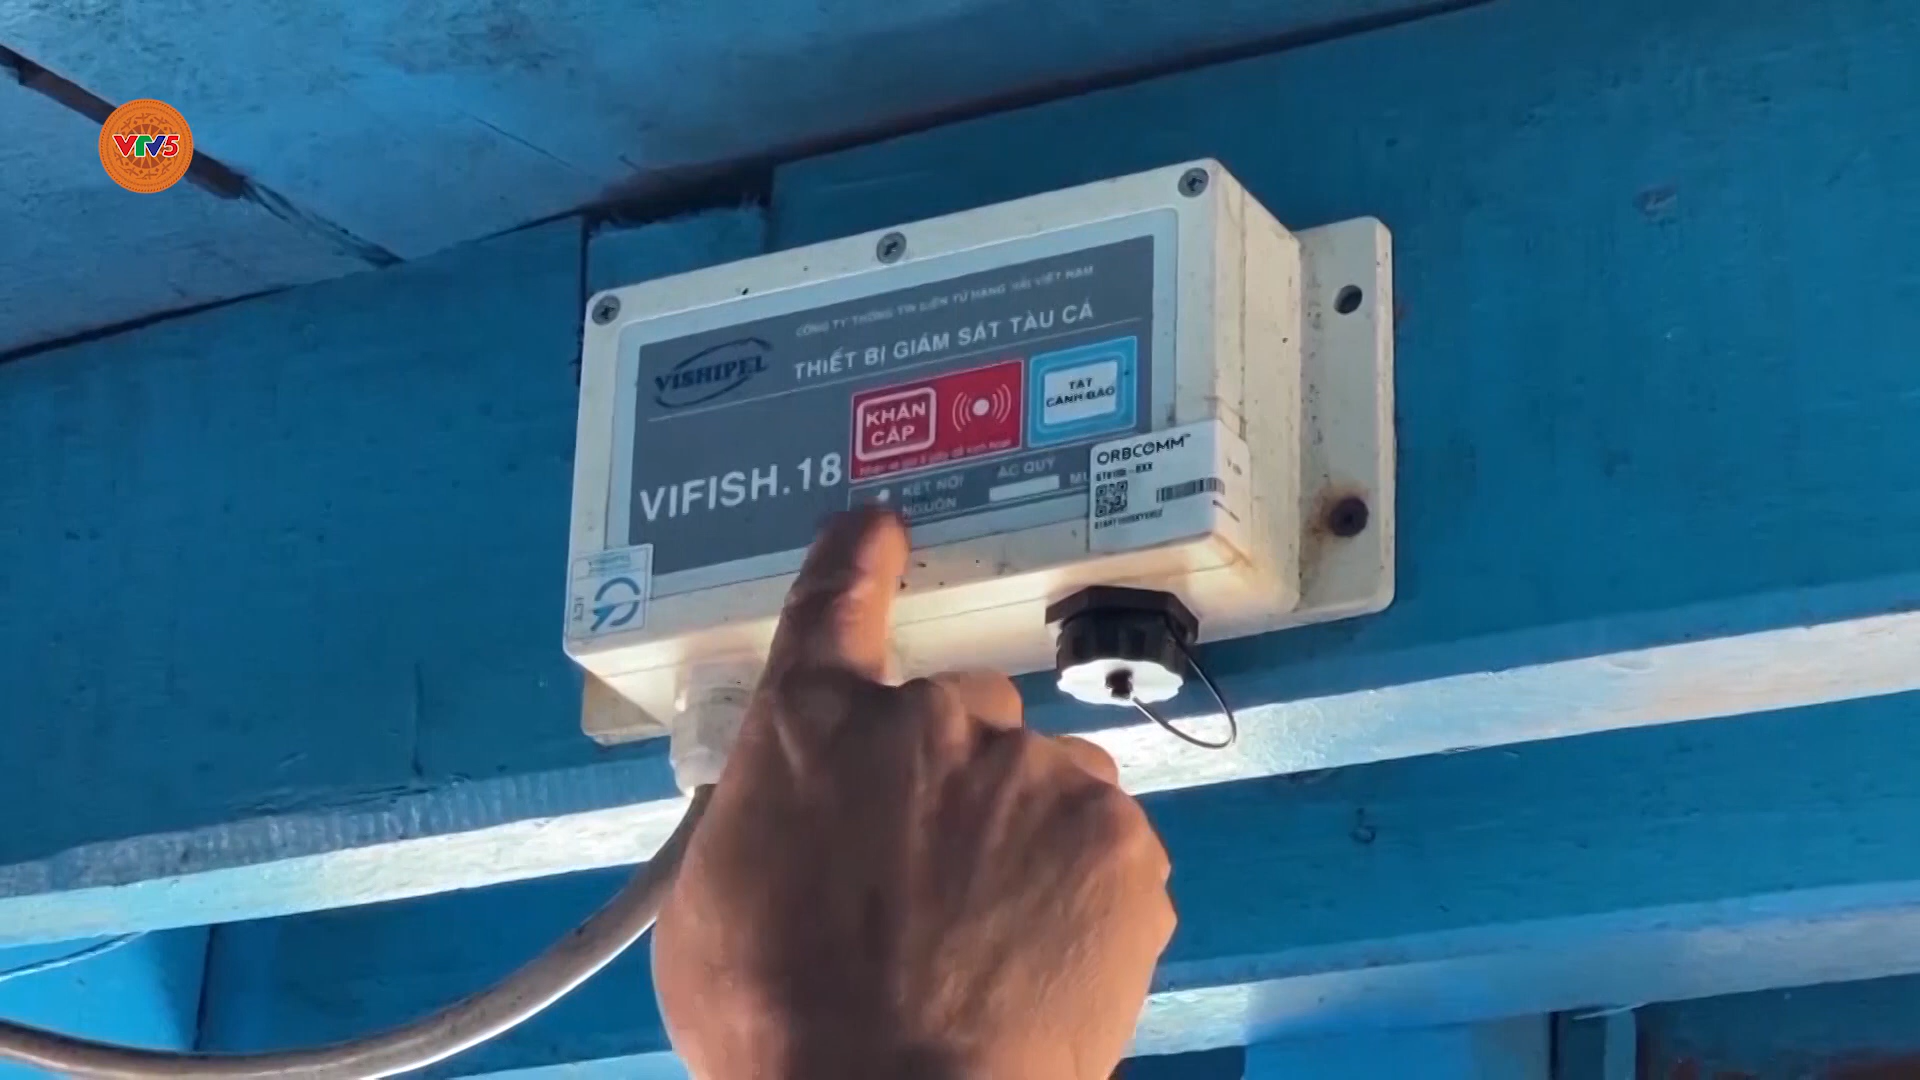 VTV5
CÔNG TY THÔNG TIN ĐIỆN TỬ HÀNG HẢI VIỆT NAM
VISHIPEL
THIẾT BỊ GIÁM SÁT TÀU CÁ
KHẨN
CẤP
TẮT
CẢNH BÁO
VIFISH.18
KẾT NỐI
NGUỒN
ẮC QUY
ORBCOMM
ICT